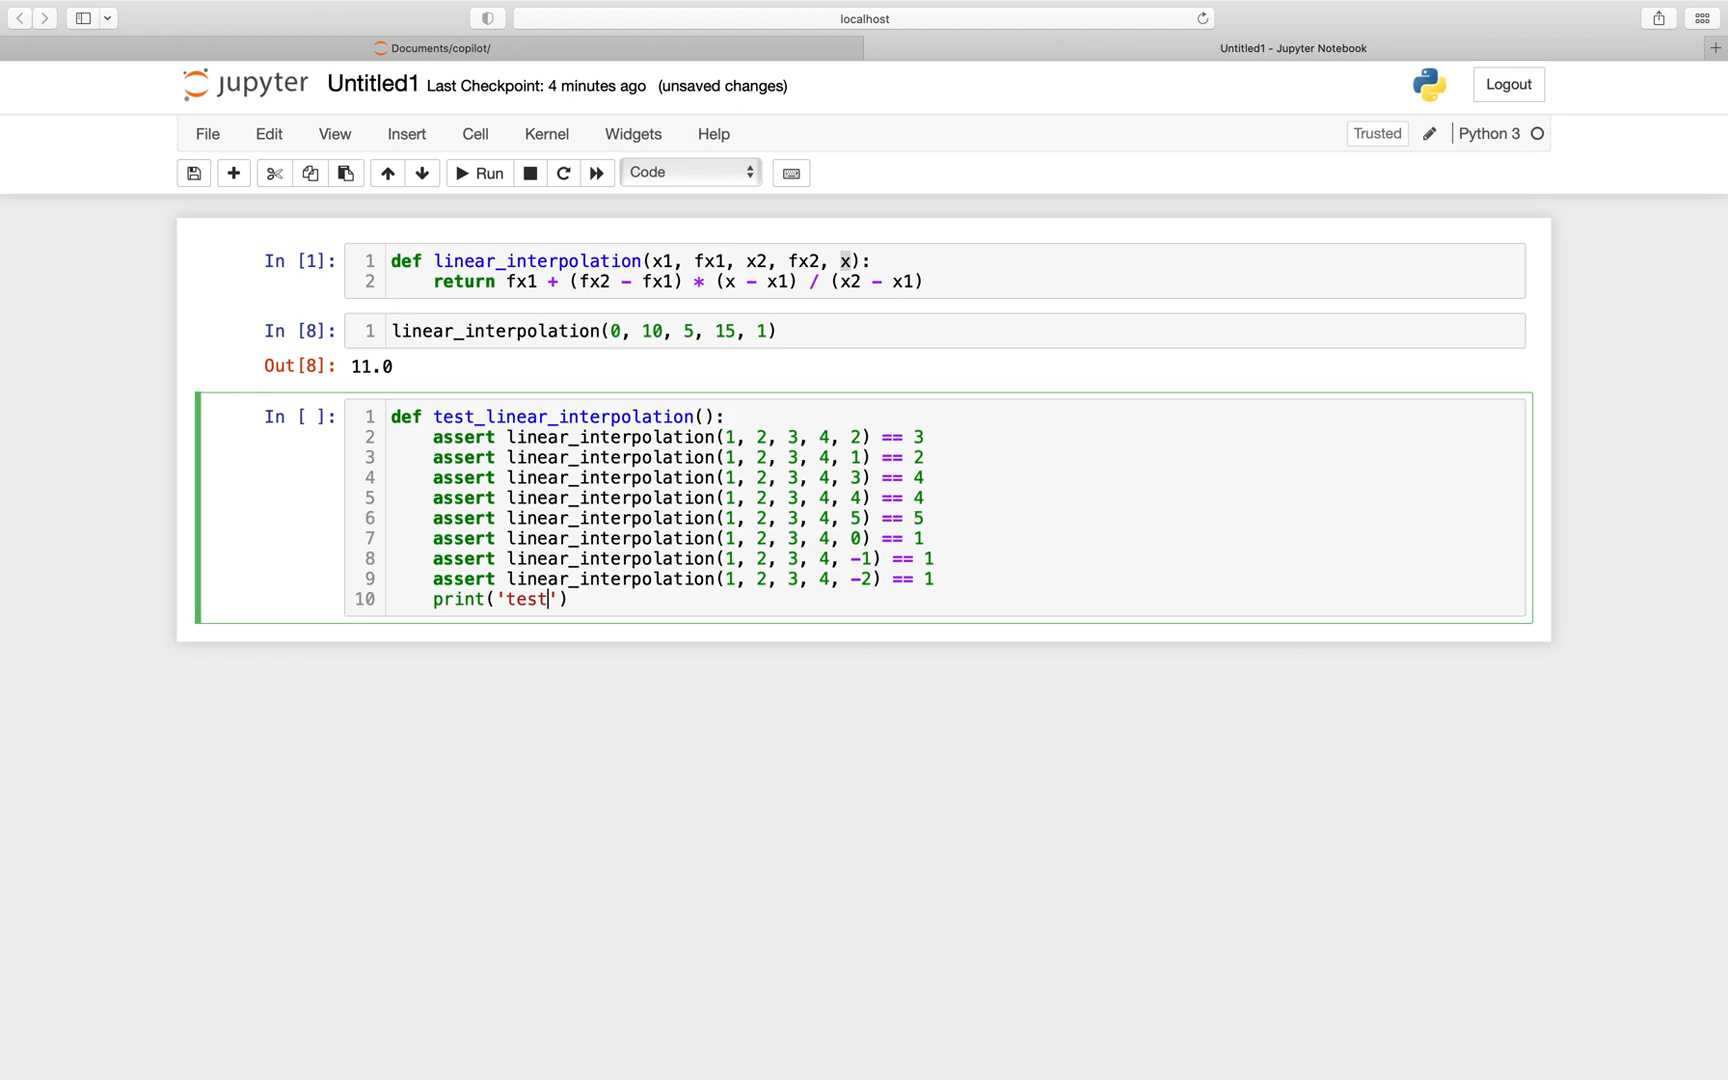 localhost
Documents/copilot/
Untitled1 - Jupyter Notebook
jupyter Untitled1 Last Checkpoint: 4 minutes ago (unsaved changes)
Logout
File Edit View Insert Cell Kernel Widgets Help
Trusted Python 3
Run Code
In [1]:
1 def linear_interpolation(x1, fx1, x2, fx2, x):
2 return fx1 + (fx2 - fx1) * (x - x1) / (x2 - x1)
In [8]: 1 linear_interpolation(0, 10, 5, 15, 1)
Out[8]: 11.0
In [ ]: 1 def test_linear_interpolation():
2 assert linear_interpolation(1, 2, 3, 4, 2) == 3
3 assert linear_interpolation(1, 2, 3, 4, 1) == 2
4 assert linear_interpolation(1, 2, 3, 4, 3) == 4
5 assert linear_interpolation(1, 2, 3, 4, 4) == 4
6 assert linear_interpolation(1, 2, 3, 4, 5) == 5
7 assert linear_interpolation(1, 2, 3, 4, 0) == 1
8 assert linear_interpolation(1, 2, 3, 4, -1) == 1
9 assert linear_interpolation(1, 2, 3, 4, -2) == 1
10 print('test')